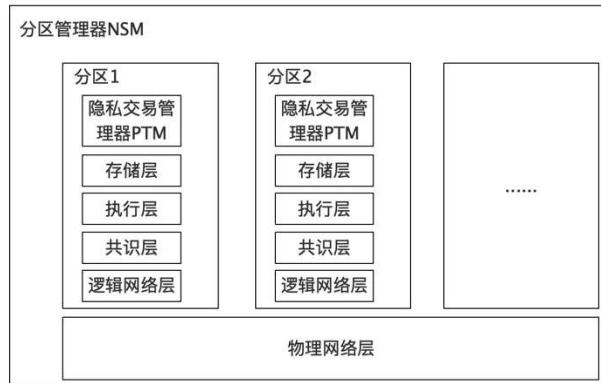 分区管理器NSM
分区1
隐私交易管
理器PTM
存储层
执行层
共识层
逻辑网络层
分区2
隐私交易管
理器PTM
存储层
执行层
共识层
逻辑网络层
......
物理网络层